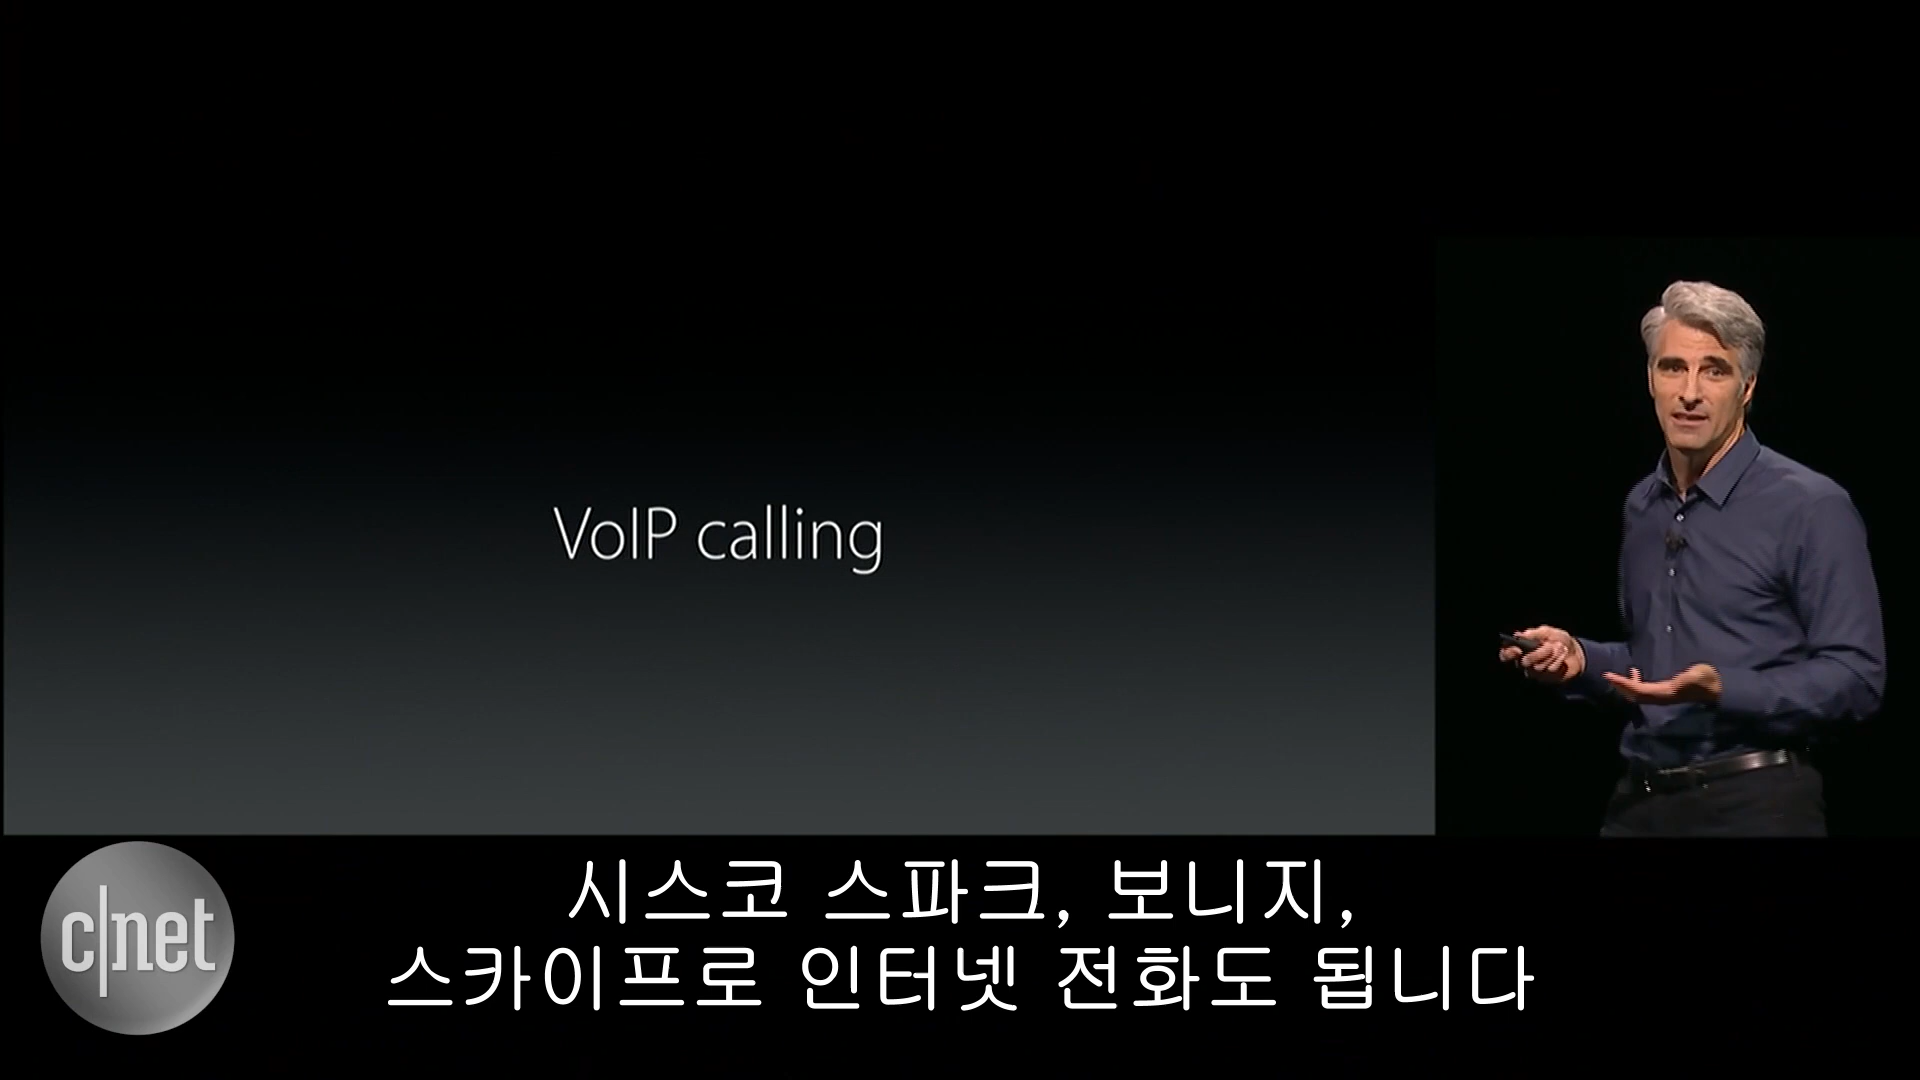 VoIP calling
c|net
시스코 스파크, 보니지,
스카이프로 인터넷 전화도 됩니다